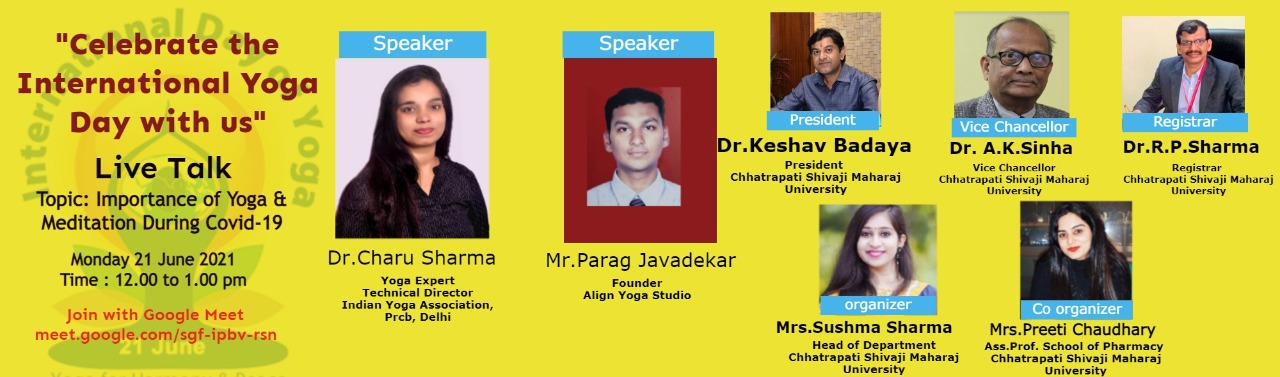 "Celebrate the
International Yoga
Day with us"
Live Talk
Topic: Importance of Yoga &
Meditation During Covid-19
Monday 21 June 2021
Time : 12.00 to 1.00 pm
Join with Google Meet
meet.google.com/sgf-ipbv-rsn
International Day of Yoga
21 June
Yoga for Harmony & Peace
Speaker
Dr.Charu Sharma
Yoga Expert
Technical Director
Indian Yoga Association,
Prcb, Delhi
Speaker
Mr.Parag Javadekar
Founder
Align Yoga Studio
President
Dr.Keshav Badaya
President
Chhatrapati Shivaji Maharaj
University
Vice Chancellor
Dr. A.K.Sinha
Vice Chancellor
Chhatrapati Shivaji Maharaj
University
Registrar
Dr.R.P.Sharma
Registrar
Chhatrapati Shivaji Maharaj
University
organizer
Mrs.Sushma Sharma
Head of Department
Chhatrapati Shivaji Maharaj
University
Co organizer
Mrs.Preeti Chaudhary
Ass.Prof. School of Pharmacy
Chhatrapati Shivaji Maharaj
University